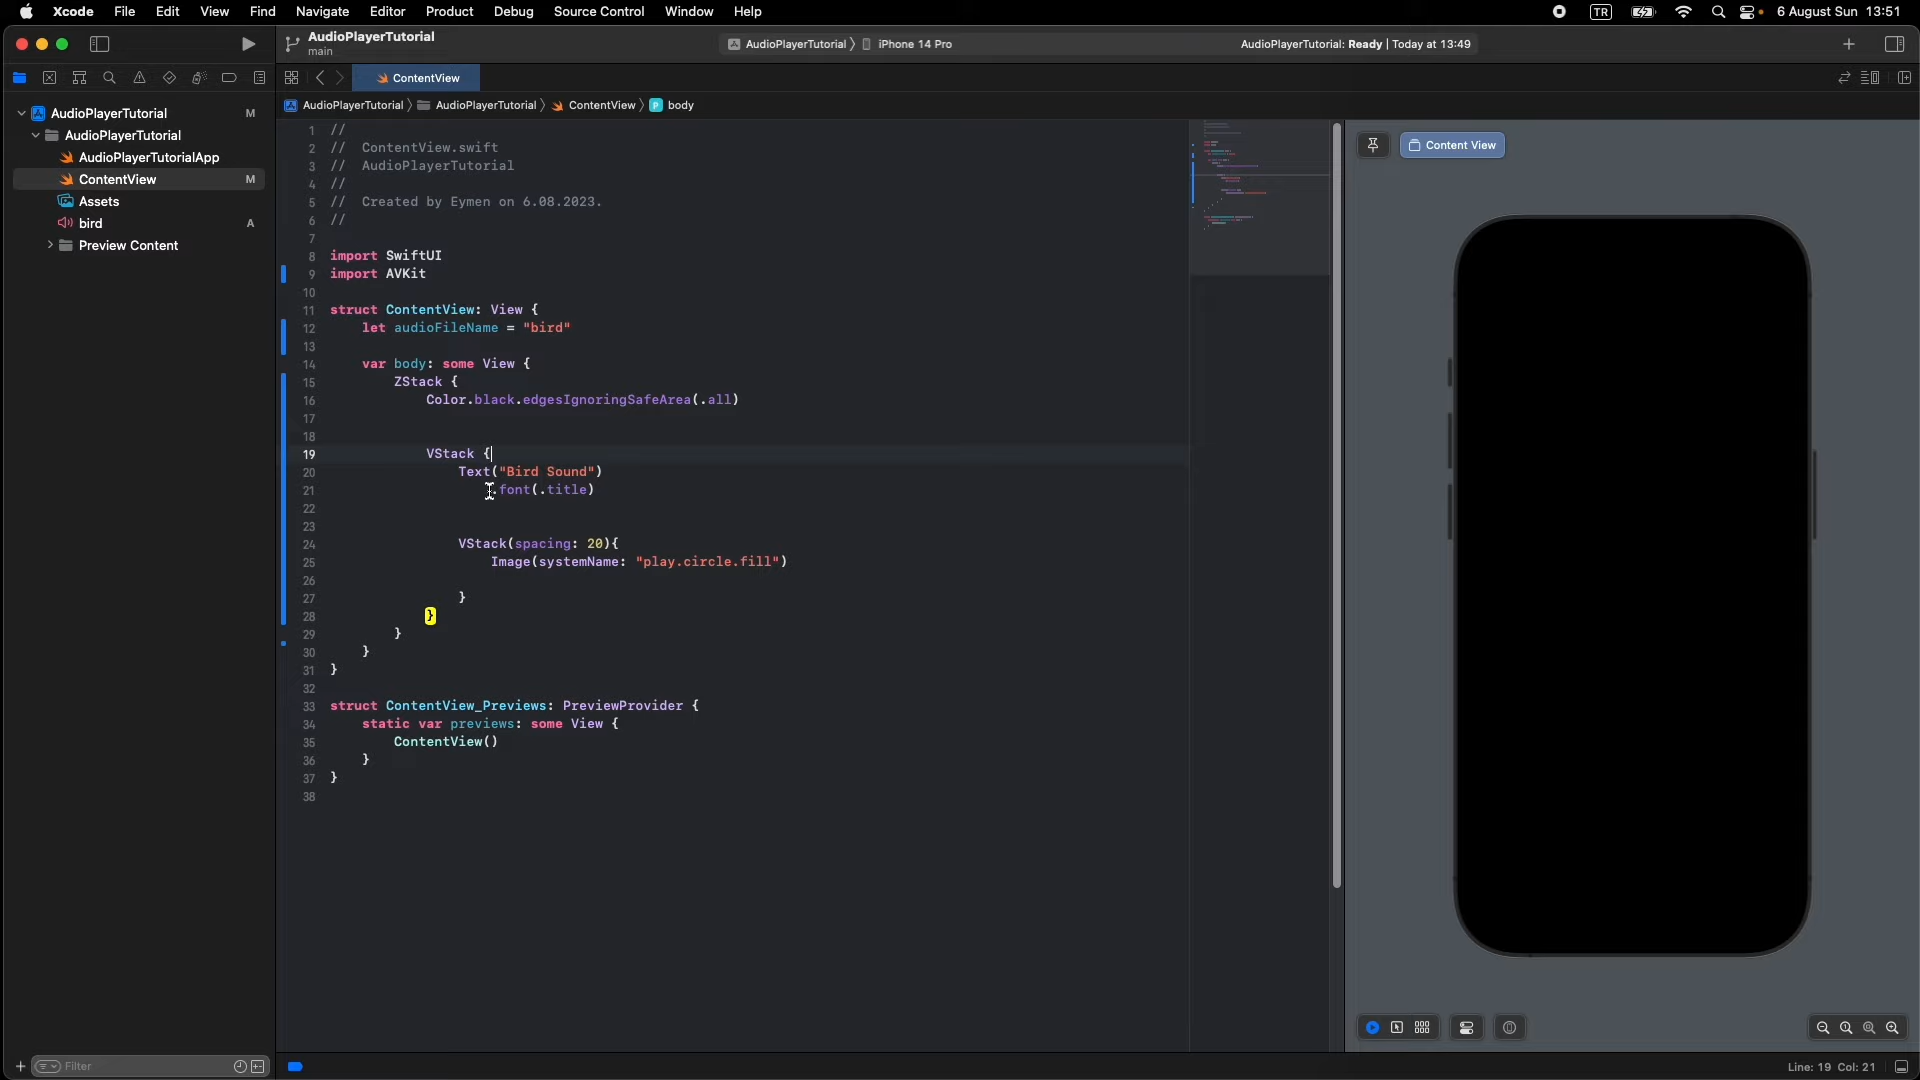 Xcode File Edit View Find Navigate Editor Product Debug Source Control Window Help TR 6 August Sun 13:51
AudioPlayerTutorial
main
AudioPlayerTutorial iPhone 14 Pro
AudioPlayerTutorial: Ready | Today at 13:49
ContentView
AudioPlayerTutorial AudioPlayerTutorial ContentView P body
AudioPlayerTutorial M
AudioPlayerTutorial
AudioPlayerTutorialApp
ContentView M
Assets
bird A
Preview Content
1 //
2 // ContentView.swift
3 // AudioPlayerTutorial
4 //
5 // Created by Eymen on 6.08.2023.
6 //
7
8 import SwiftUI
9 import AVKit
10
11 struct ContentView: View {
12 let audioFileName = "bird"
13
14 var body: some View {
15 ZStack {
16 Color.black.edgesIgnoringSafeArea(.all)
17
18
19 VStack {
20 Text("Bird Sound")
21 .font(.title)
22
23
24 VStack(spacing: 20){
25 Image(systemName: "play.circle.fill")
26
27 }
28 }
29 }
30 }
31 }
32
33 struct ContentView_Previews: PreviewProvider {
34 static var previews: some View {
35 ContentView()
36 }
37 }
38
Content View
Filter
Line: 19 Col: 21